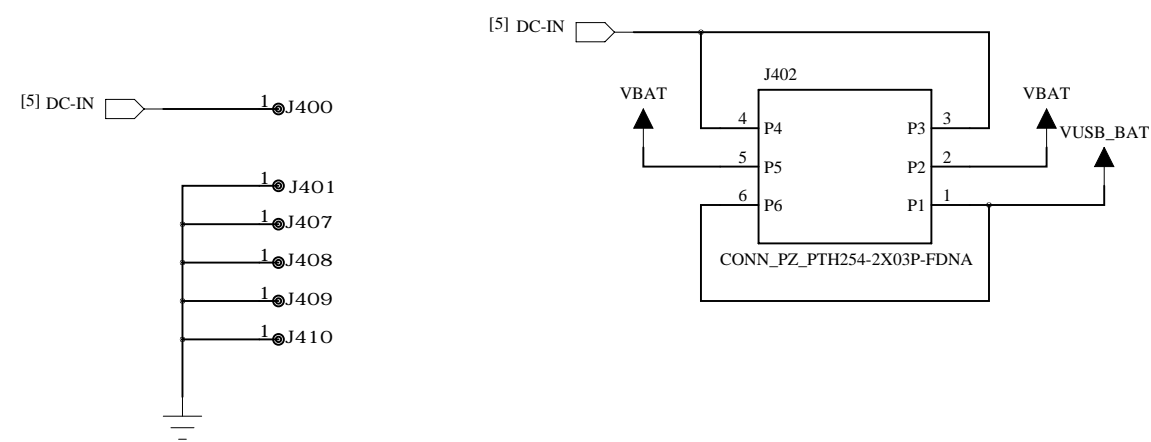 [5] DC-IN
1 J400
1 J401
1 J407
1 J408
1 J409
1 J410
[5] DC-IN
J402
VBAT
VBAT
VUSB_BAT
4 P4 P3 3
5 P5 P2 2
6 P6 P1 1
CONN_PZ_PTH254-2X03P-FDNA